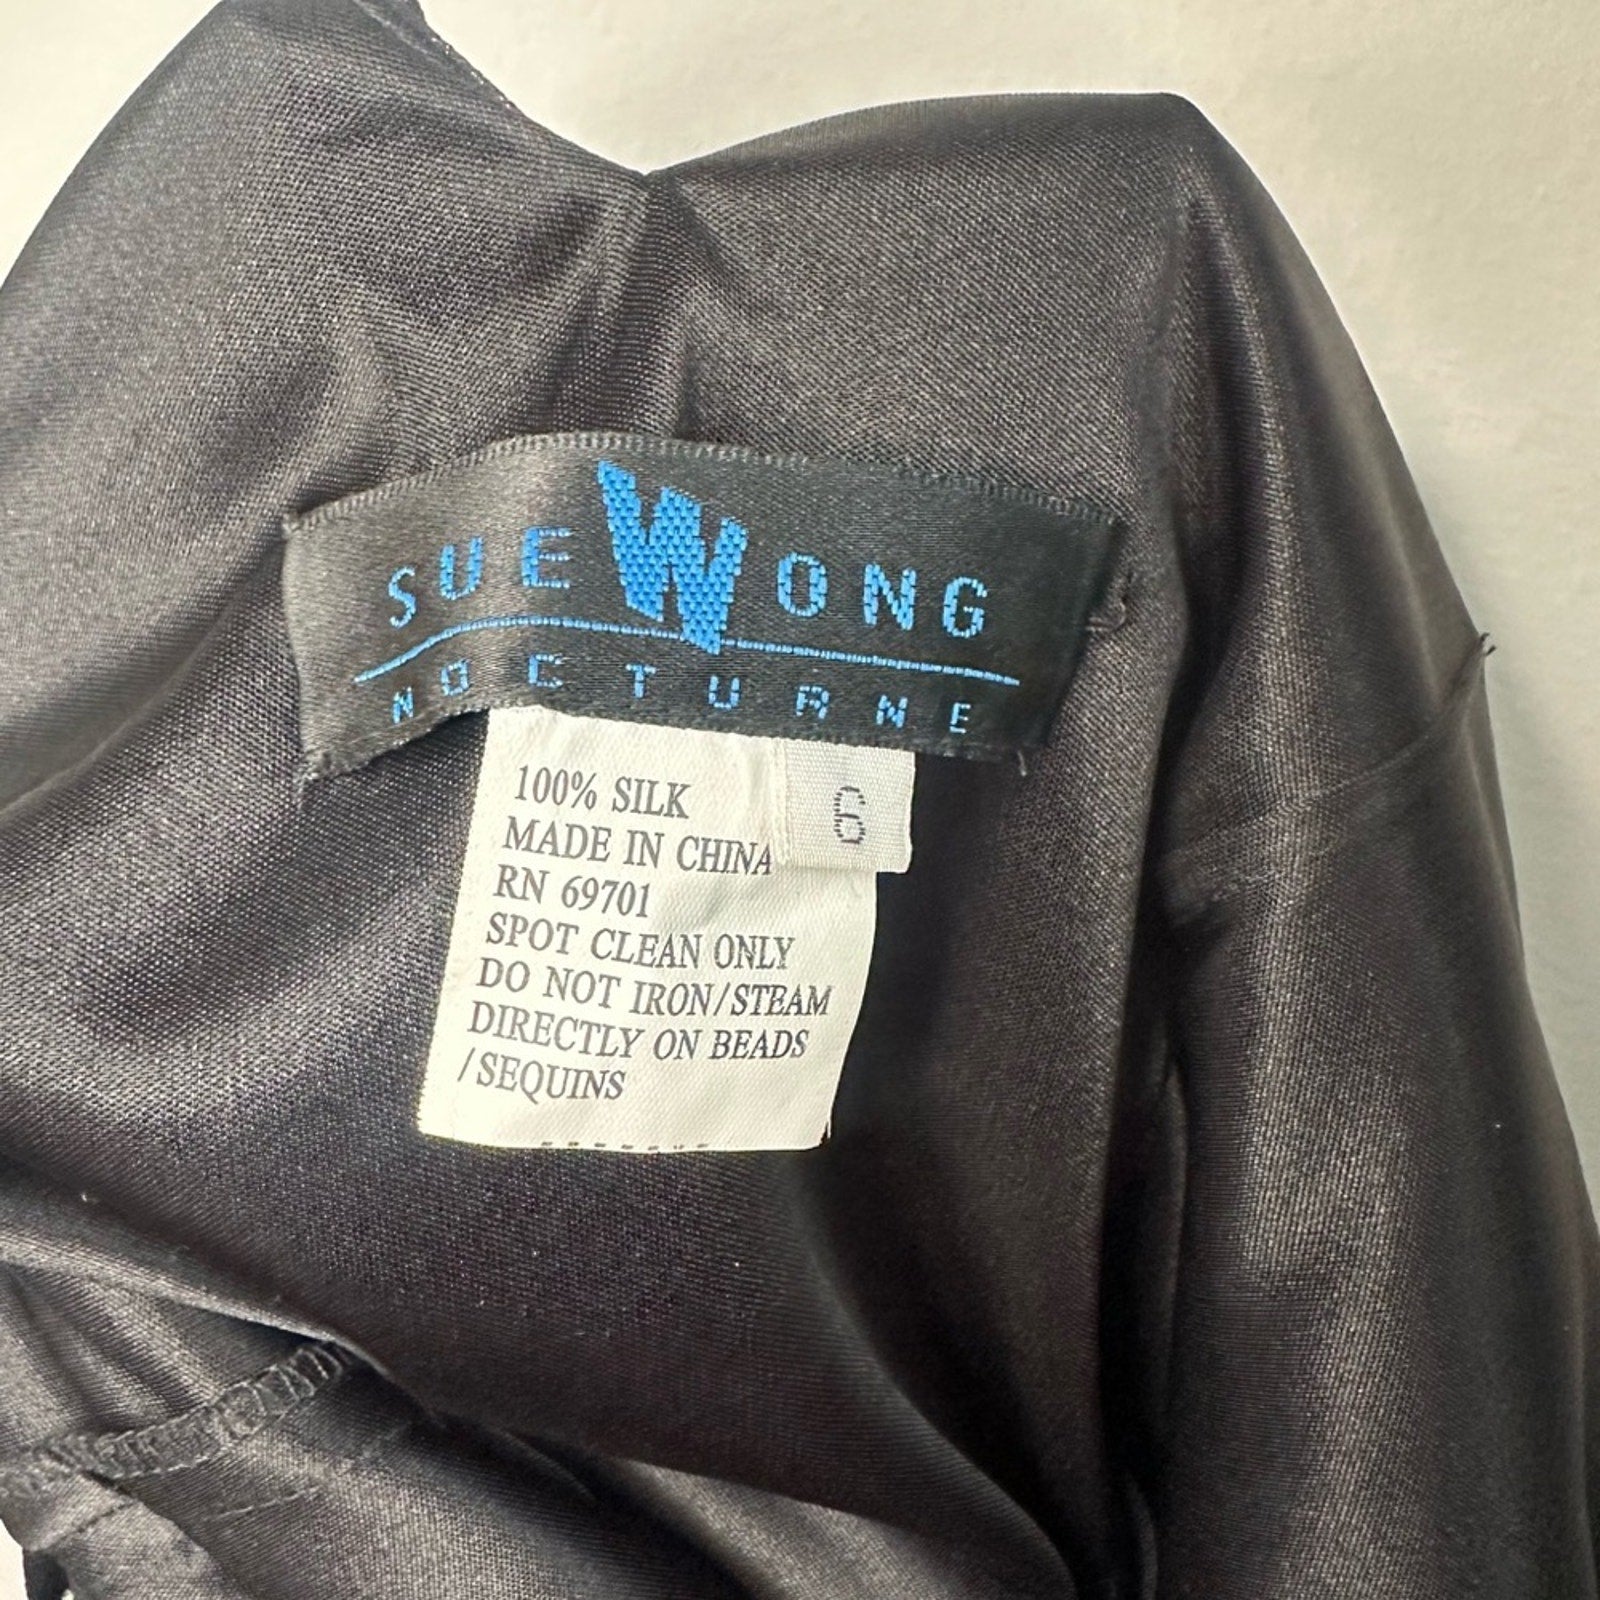 SUE WONG
NOCTURNE
6
100% SILK
MADE IN CHINA
RN 69701
SPOT CLEAN ONLY
DO NOT IRON/STEAM
DIRECTLY ON BEADS
/SEQUINS